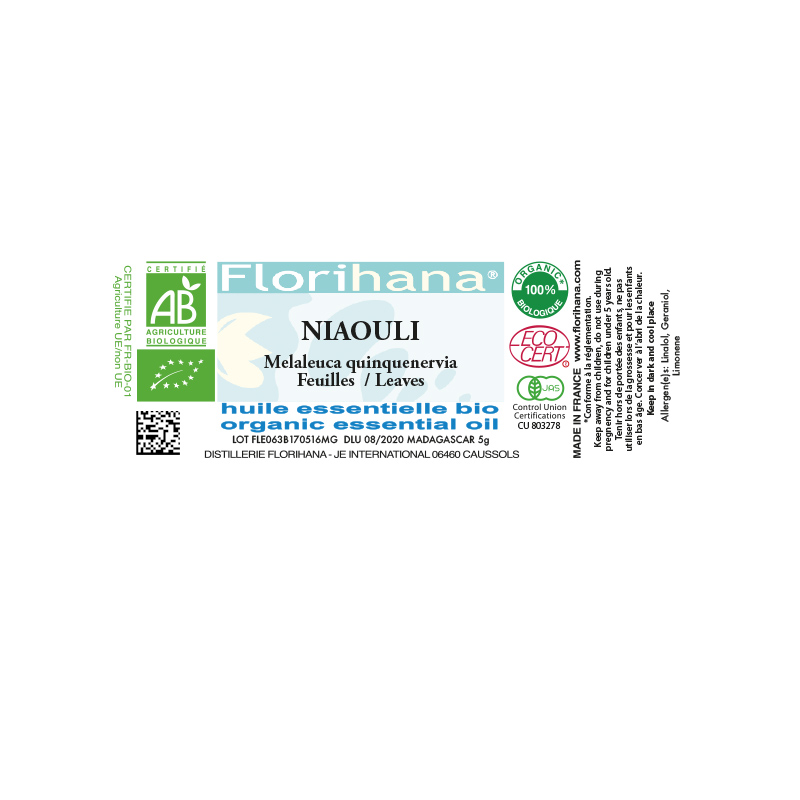 CERTIFIE PAR FR-BIO-01
Agriculture UE/non UE
CERTIFIÉ
AB
AGRICULTURE
BIOLOGIQUE
Florihana®
NIAOULI
Melaleuca quinquenervia
Feuilles / Leaves
huile essentielle bio
organic essential oil
LOT FLE063B170516MG DLU 08/2020 MADAGASCAR 5g
DISTILLERIE FLORIHANA - JE INTERNATIONAL 06460 CAUSSOLS
ORGANIC*
100%
BIOLOGIQUE
ECO
CERT
JAS
Control Union
Certifications
CU 803278
MADE IN FRANCE www.florihana.com
*Conforme à la réglementation.
Keep away from children, do not use during
pregnancy and for children under 5 years old.
Tenir hors de portée des enfants, ne pas
utiliser lors de la grossesse et pour les enfants
en bas âge. Concerver à l'abri de la chaleur.
Keep in dark and cool place
Allergen(e)s: Linalol, Geraniol,
Limonene